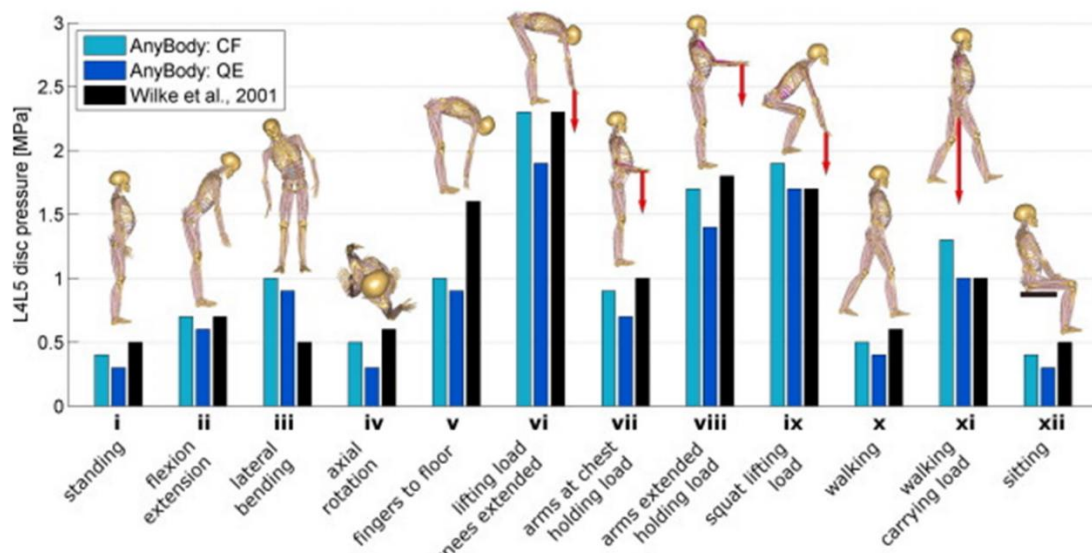 3
2.5
2
1.5
1
0.5
0
L4L5 disc pressure [MPa]
AnyBody: CF
AnyBody: QE
Wilke et al., 2001
i
ii
iii
iv
v
vi
vii
viii
ix
x
xi
xii
standing
flexion
extension
lateral
bending
axial
rotation
fingers to floor
lifting load
nees extended
arms at chest
holding load
arms extended
holding load
squat lifting
load
walking
walking
carrying load
sitting